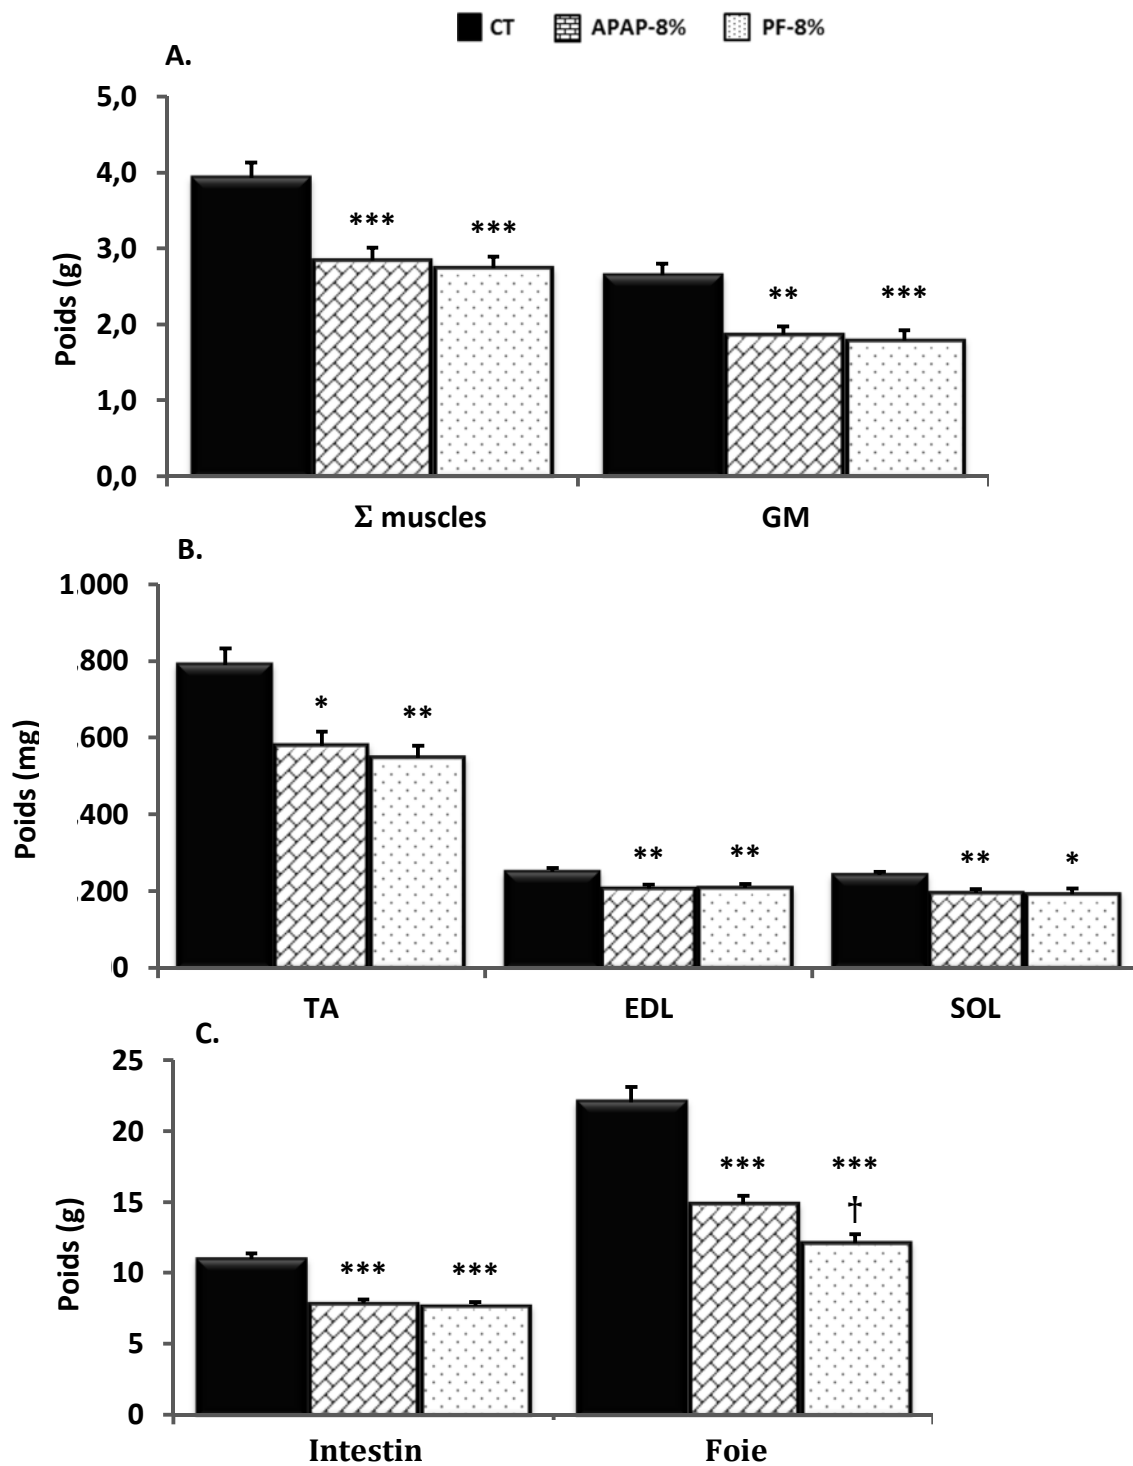 CT APAP-8% PF-8%
A.
5,0
4,0
3,0
2,0
1,0
0,0
Poids (g)
*** ***
** ***
Σ muscles GM
B.
1.000
.800
.600
.400
.200
0
Poids (mg)
* **
** **
** *
TA EDL SOL
C.
25
20
15
10
5
0
Poids (g)
*** ***
*** ***
†
Intestin Foie